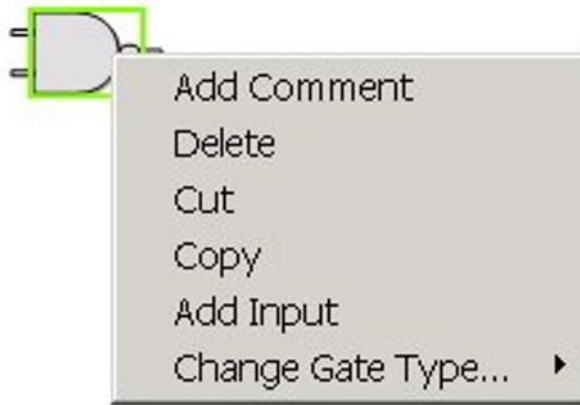 Add Comment
Delete
Cut
Copy
Add Input
Change Gate Type...